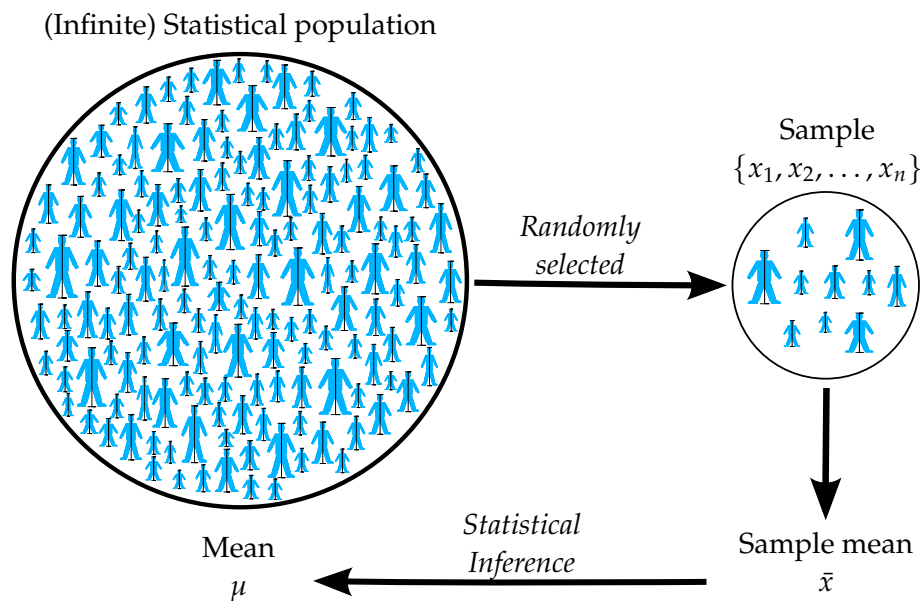 (Infinite) Statistical population
Sample
{x₁, x₂, . . . , xₙ}
Randomly
selected
Statistical
Inference
Mean
μ
Sample mean
x̄